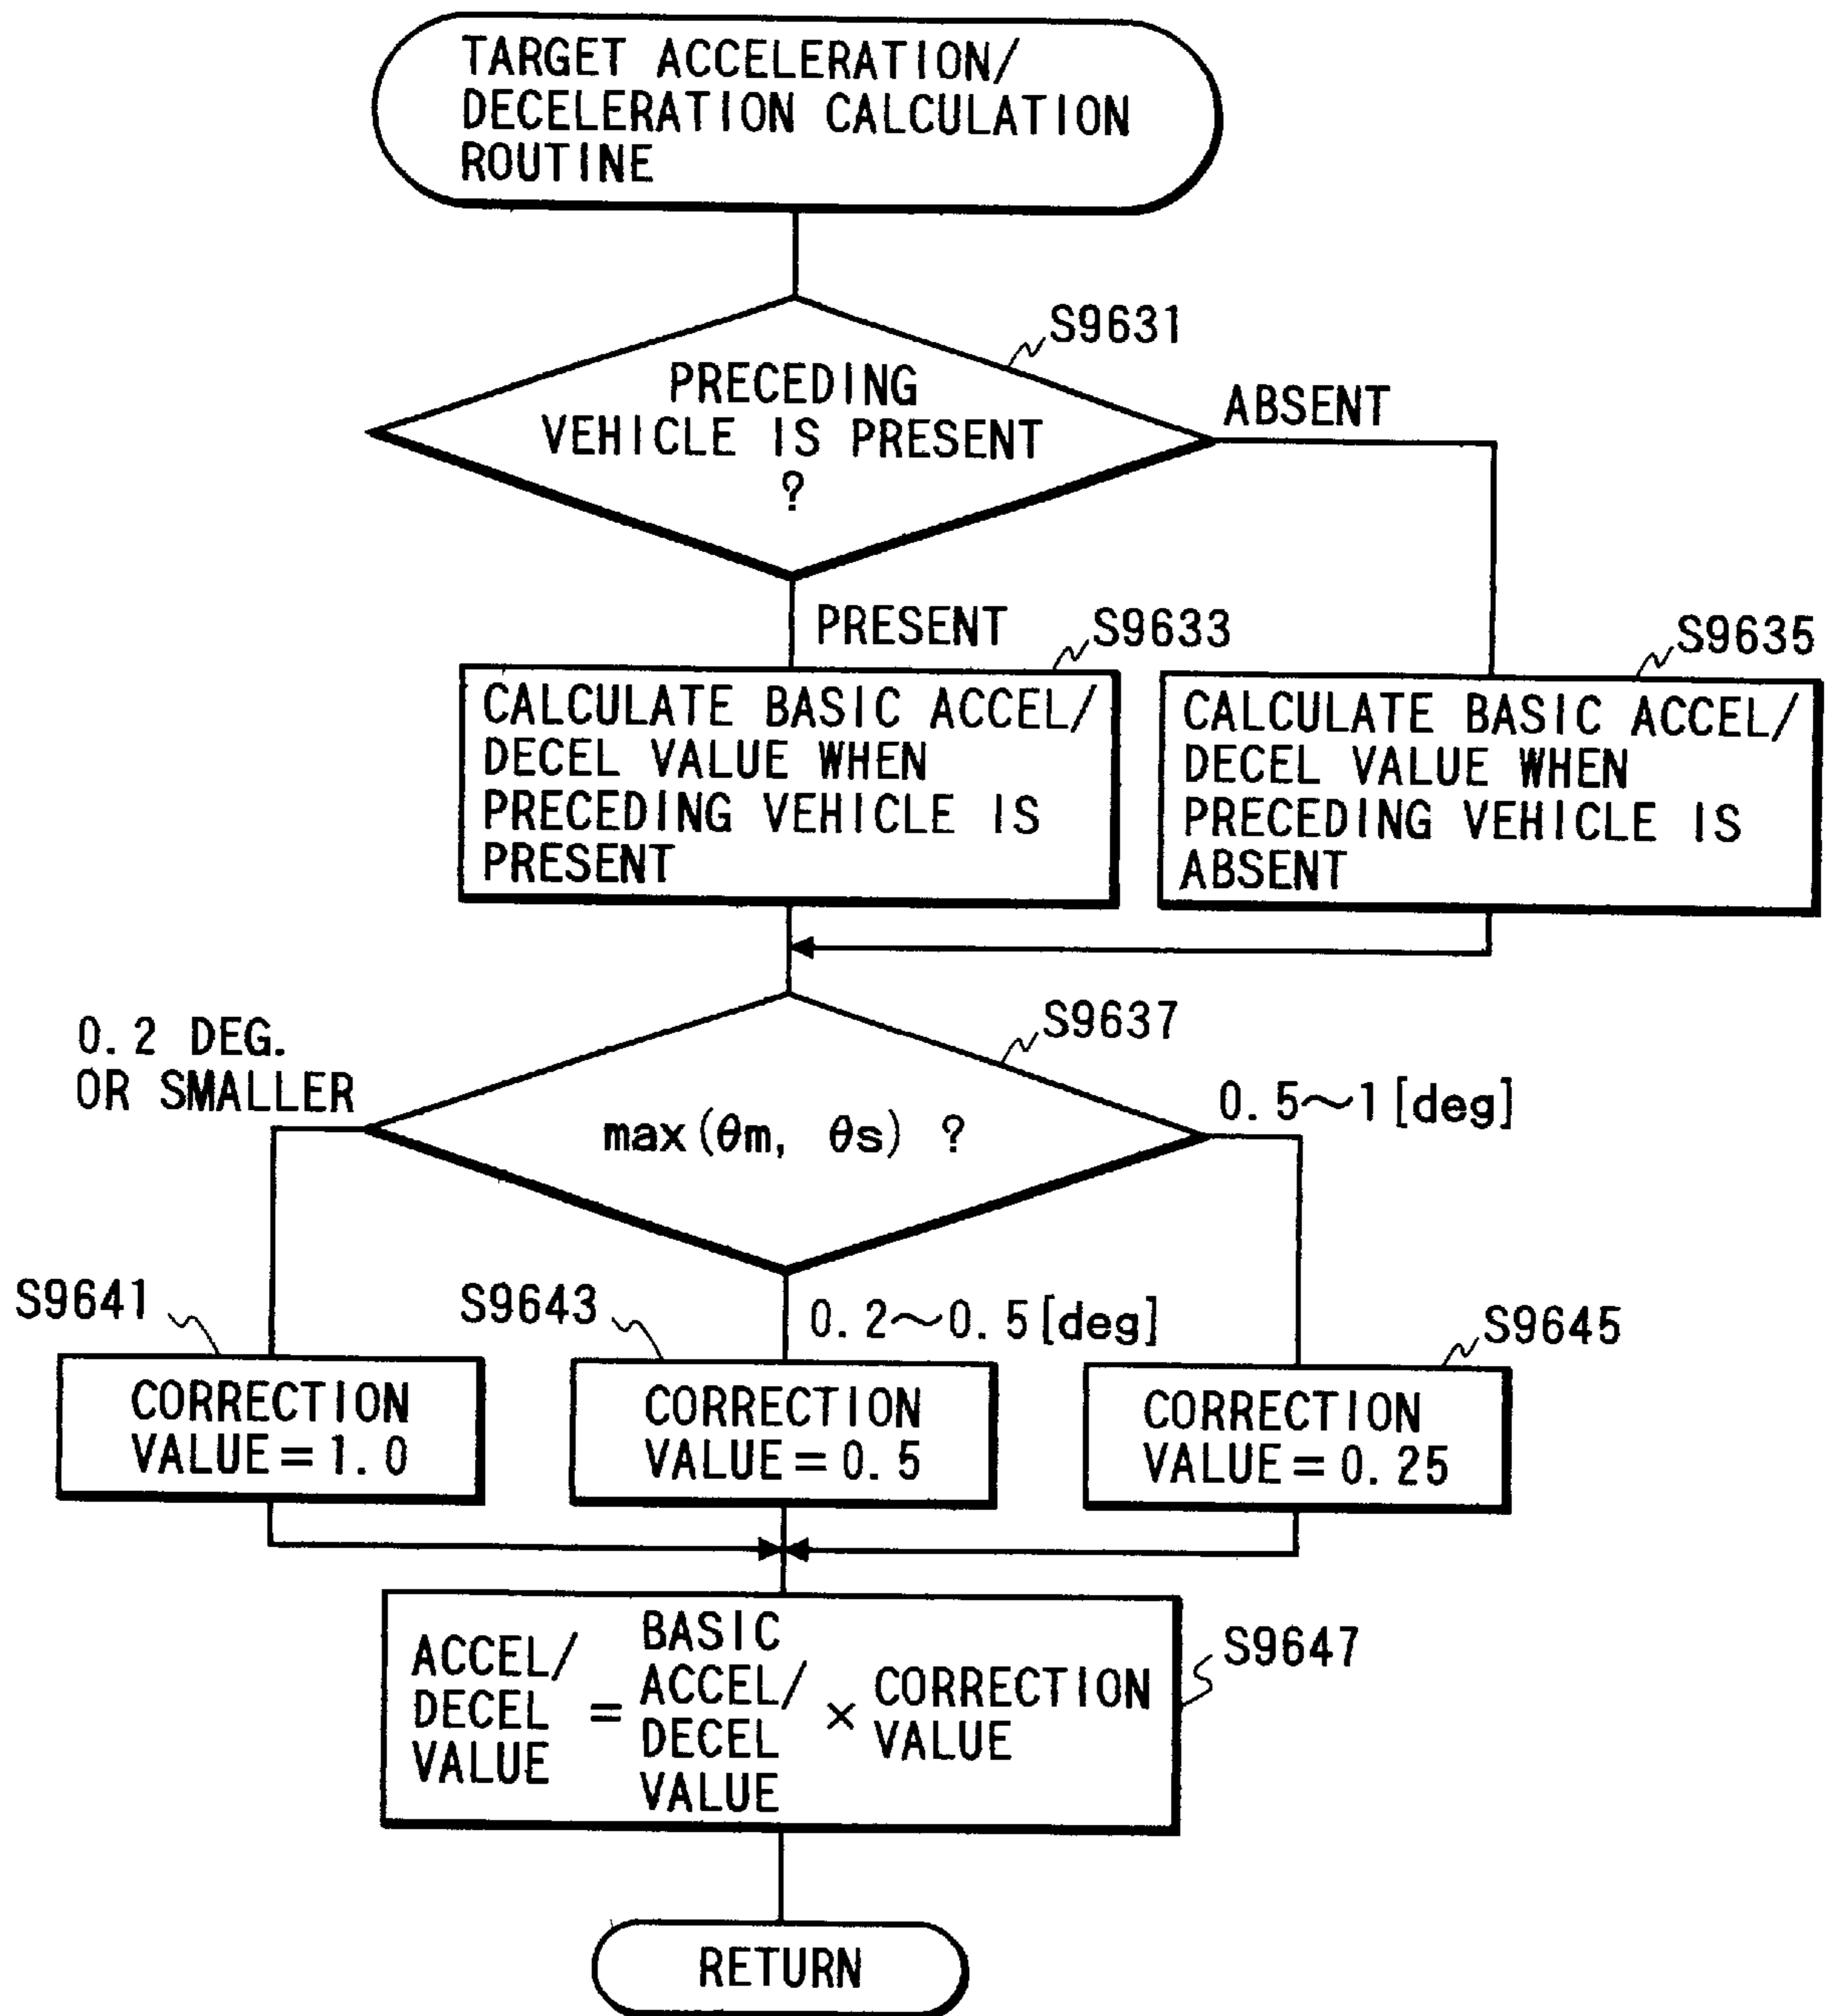 TARGET ACCELERATION/
DECELERATION CALCULATION
ROUTINE
S9631
PRECEDING
VEHICLE IS PRESENT
?
ABSENT
PRESENT
S9633
S9635
CALCULATE BASIC ACCEL/
DECEL VALUE WHEN
PRECEDING VEHICLE IS
PRESENT
CALCULATE BASIC ACCEL/
DECEL VALUE WHEN
PRECEDING VEHICLE IS
ABSENT
S9637
0.2 DEG.
OR SMALLER
max(θm, θs) ?
0.5~1[deg]
S9641
S9643
0.2~0.5[deg]
S9645
CORRECTION
VALUE=1.0
CORRECTION
VALUE=0.5
CORRECTION
VALUE=0.25
ACCEL/
DECEL
VALUE
=
BASIC
ACCEL/
DECEL
VALUE
×
CORRECTION
VALUE
S9647
RETURN